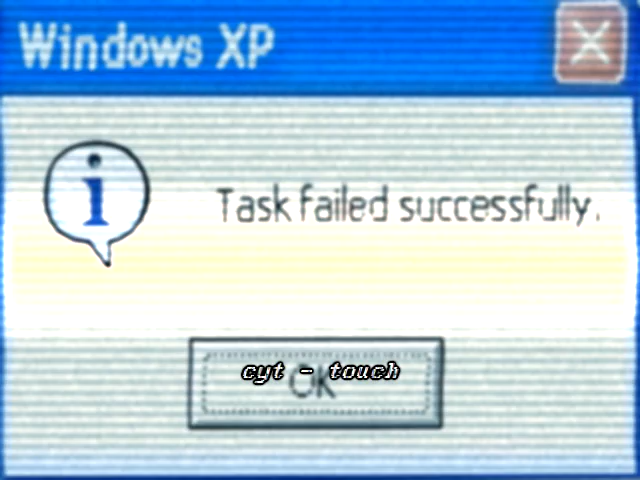 Windows XP
i
Task failed successfully.
cyt - touch
OK